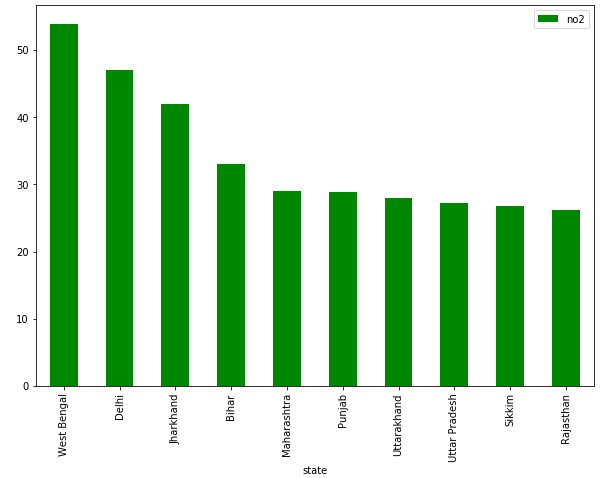 no2
50
40
30
20
10
0
West Bengal
Delhi
Jharkhand
Bihar
Maharashtra
Punjab
Uttarakhand
Uttar Pradesh
Sikkim
Rajasthan
state